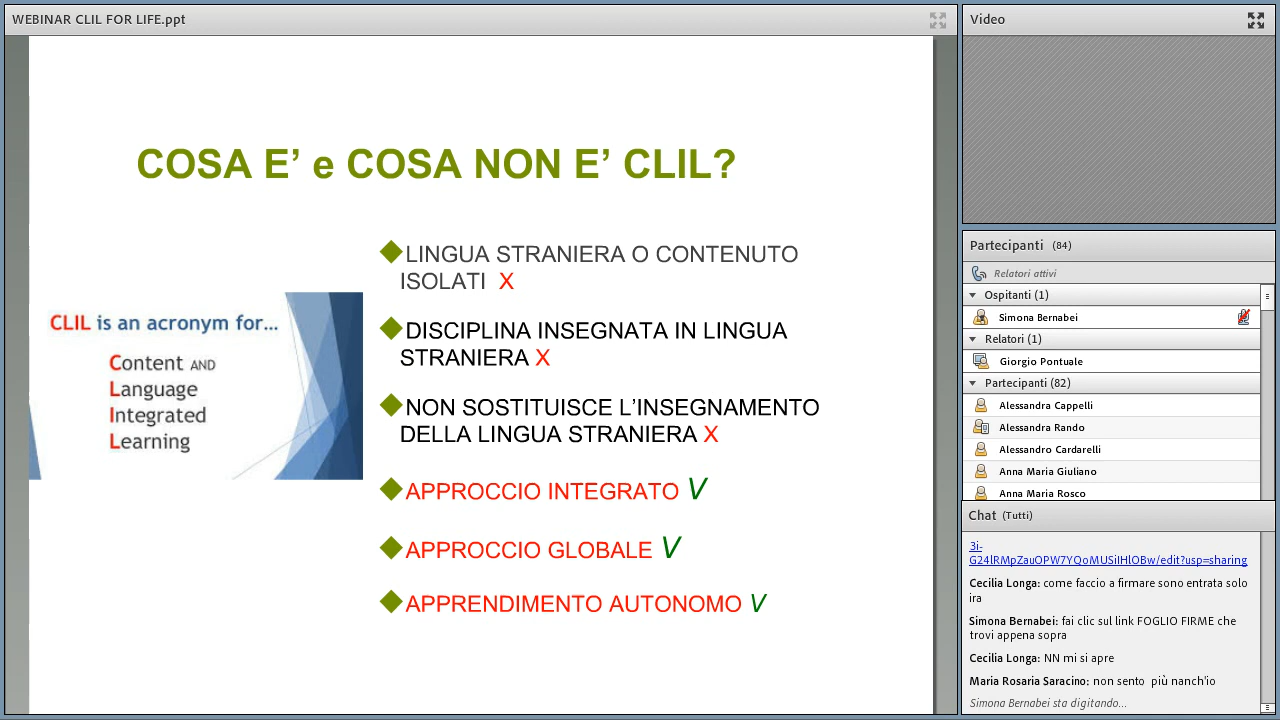 WEBINAR CLIL FOR LIFE.ppt
COSA E’ e COSA NON E’ CLIL?
LINGUA STRANIERA O CONTENUTO
ISOLATI X
DISCIPLINA INSEGNATA IN LINGUA
STRANIERA X
NON SOSTITUISCE L’INSEGNAMENTO
DELLA LINGUA STRANIERA X
APPROCCIO INTEGRATO V
APPROCCIO GLOBALE V
APPRENDIMENTO AUTONOMO V
CLIL is an acronym for...
Content AND
Language
Integrated
Learning
Video
Partecipanti (84)
Relatori attivi
Ospitanti (1)
Simona Bernabei
Relatori (1)
Giorgio Pontuale
Partecipanti (82)
Alessandra Cappelli
Alessandra Rando
Alessandro Cardarelli
Anna Maria Giuliano
Anna Maria Rosco
Chat (Tutti)
3i-
G24lRMpZauOPW7YQoMUSiIHlOBw/edit?usp=sharing
Cecilia Longa: come faccio a firmare sono entrata solo
ira
Simona Bernabei: fai clic sul link FOGLIO FIRME che
trovi appena sopra
Cecilia Longa: NN mi si apre
Maria Rosaria Saracino: non sento più nanch'io
Simona Bernabei sta digitando...